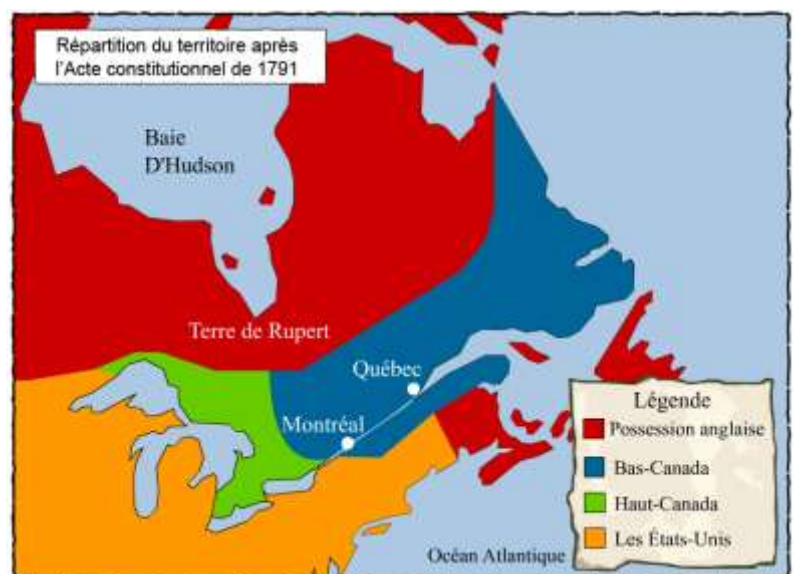 Répartition du territoire après
l'Acte constitutionnel de 1791
Baie
D'Hudson
Terre de Rupert
Québec
Montréal
Légende
Possession anglaise
Bas-Canada
Haut-Canada
Les États-Unis
Océan Atlantique